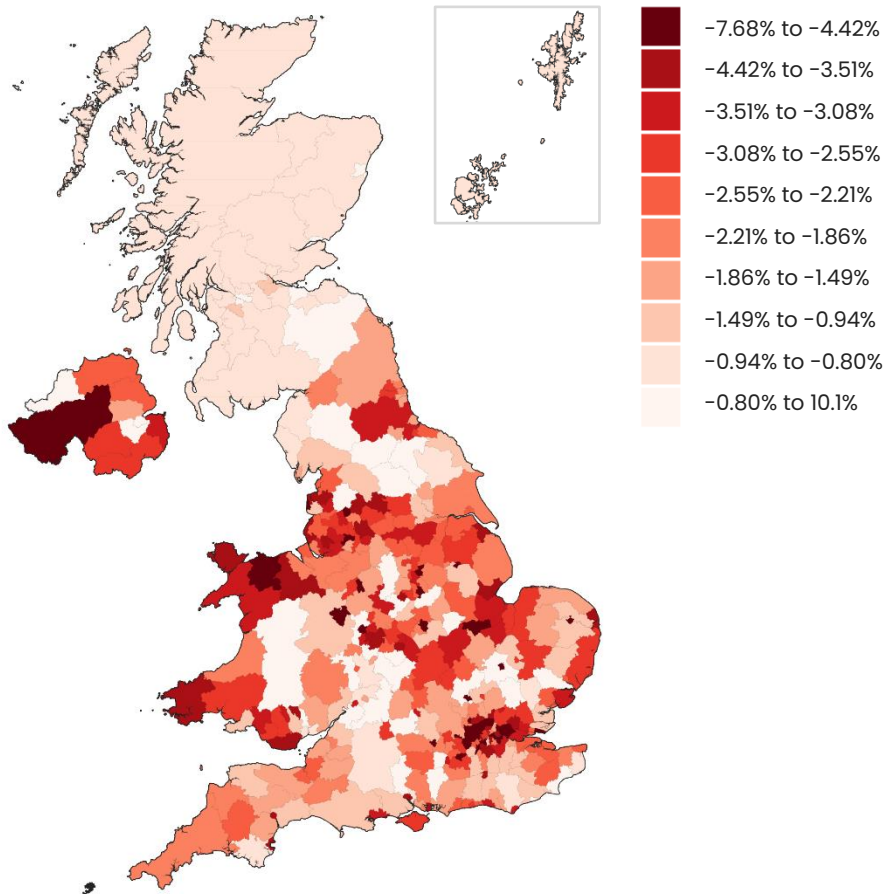 -7.68% to -4.42%
-4.42% to -3.51%
-3.51% to -3.08%
-3.08% to -2.55%
-2.55% to -2.21%
-2.21% to -1.86%
-1.86% to -1.49%
-1.49% to -0.94%
-0.94% to -0.80%
-0.80% to 10.1%